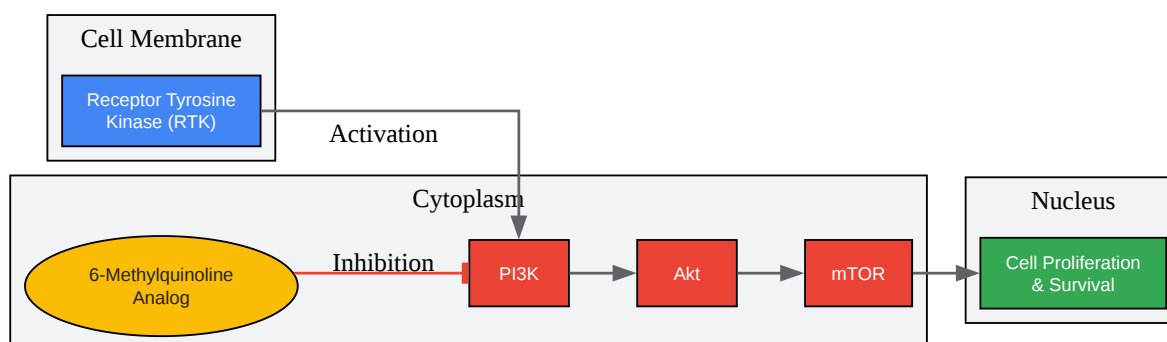 Cell Membrane
Receptor Tyrosine
Kinase (RTK)
Activation
Cytoplasm
6-Methylquinoline
Analog
Inhibition
PI3K
Akt
mTOR
Nucleus
Cell Proliferation
& Survival